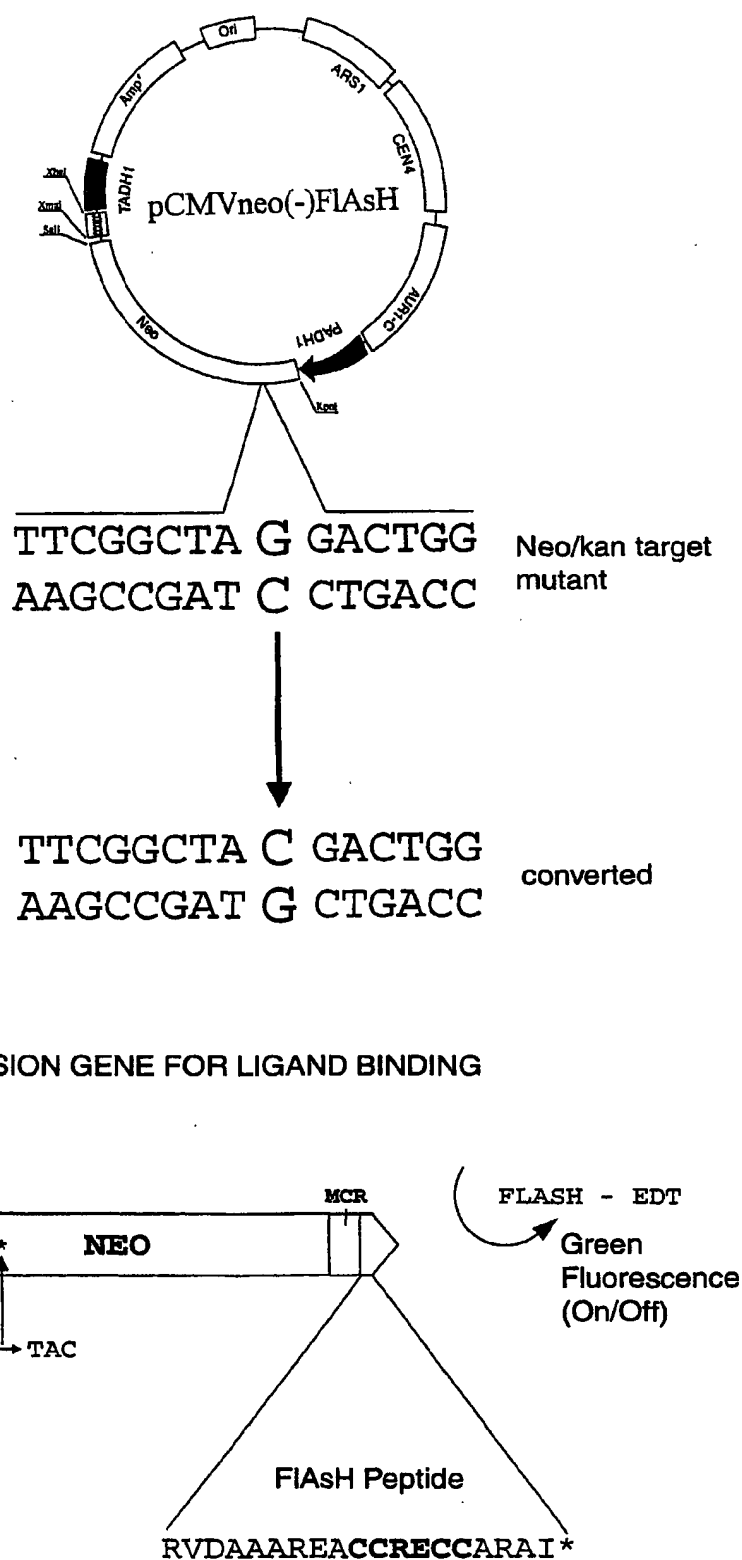 Ori
Ampʳ
ARS1
CEN4
XhoI
TADH1
XmaI
SalI
pCMVneo(-)FlAsH
AUR1-C
PADH1
neo
KpnI
TTCGGCTA G GACTGG
AAGCCGAT C CTGACC
Neo/kan target
mutant
TTCGGCTA C GACTGG
AAGCCGAT G CTGACC
converted
SION GENE FOR LIGAND BINDING
* NEO
MCR
FLASH - EDT
Green
Fluorescence
(On/Off)
TAC
FlAsH Peptide
RVDAAAREACCRECCARAI*